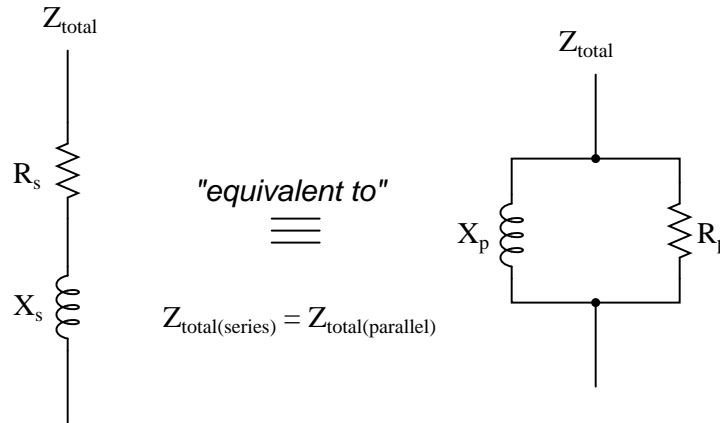 Z_total
R_s
X_s
"equivalent to"
Z_total(series) = Z_total(parallel)
Z_total
X_p
R_p